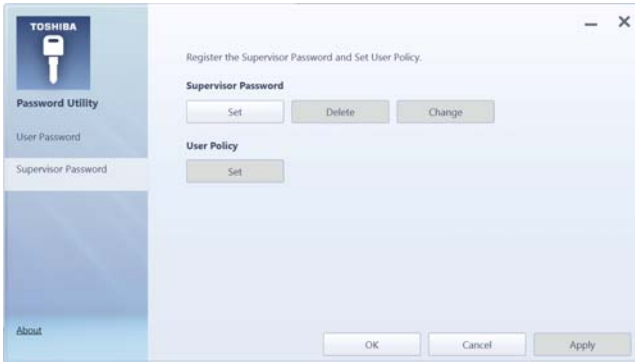 TOSHIBA
Password Utility
User Password
Supervisor Password
About
Register the Supervisor Password and Set User Policy.
Supervisor Password
Set Delete Change
User Policy
Set
OK Cancel Apply